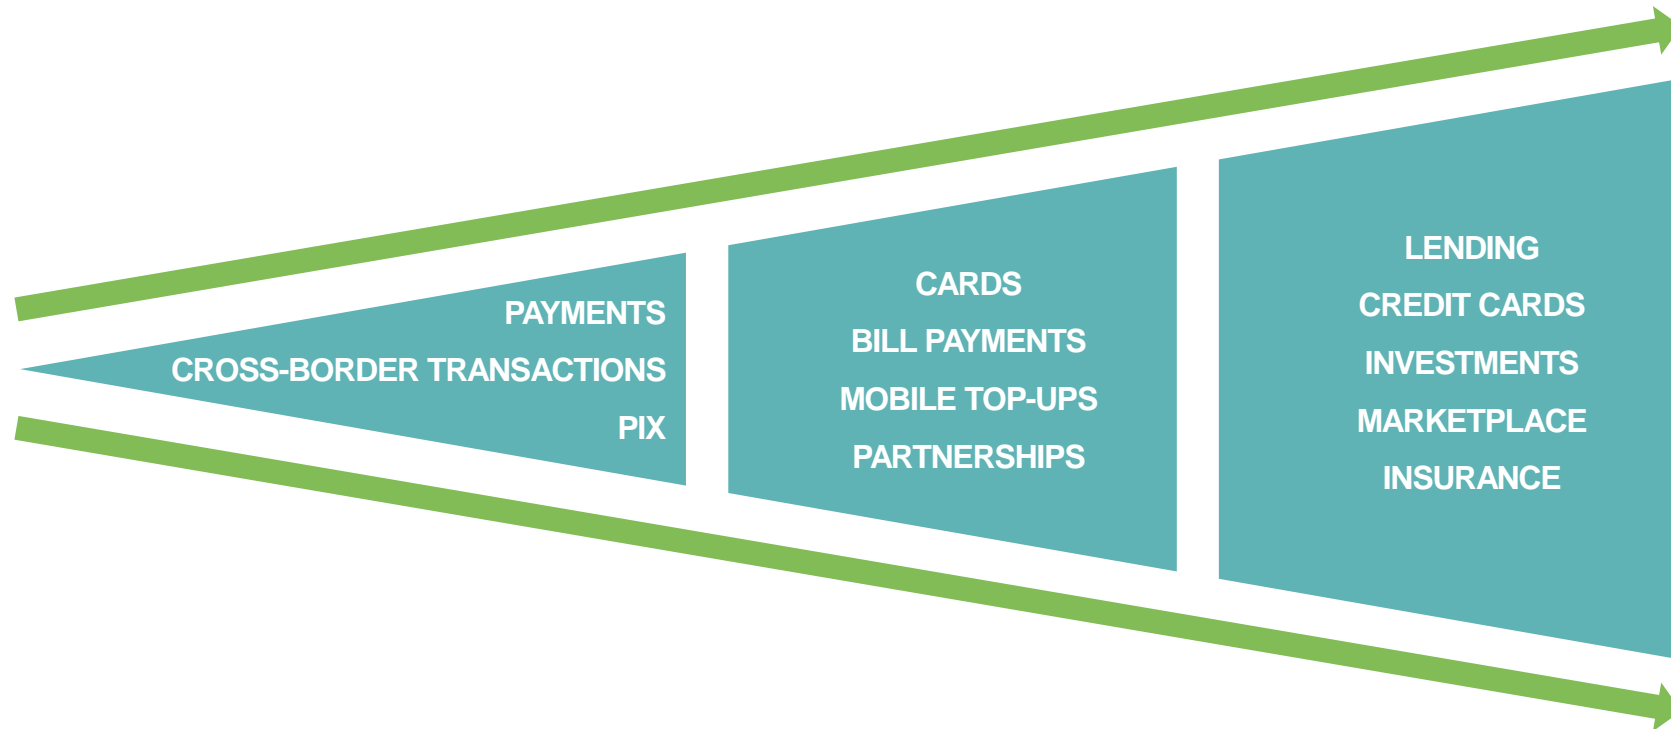 PAYMENTS
CROSS-BORDER TRANSACTIONS
PIX
CARDS
BILL PAYMENTS
MOBILE TOP-UPS
PARTNERSHIPS
LENDING
CREDIT CARDS
INVESTMENTS
MARKETPLACE
INSURANCE